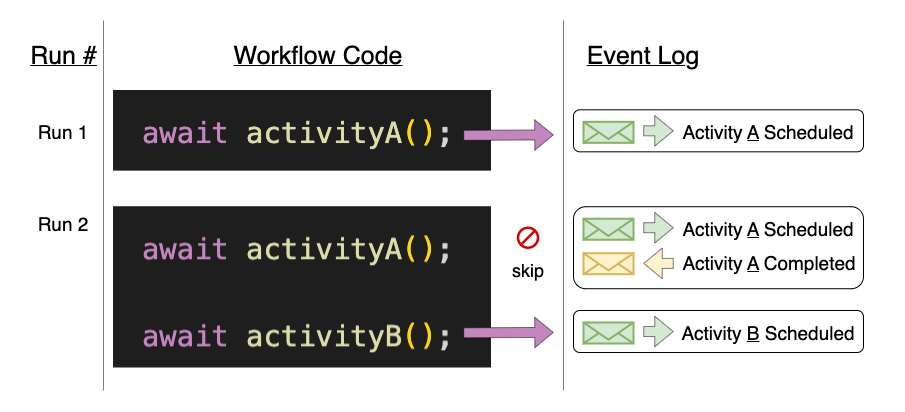 Run # Workflow Code Event Log
Run 1 await activityA(); Activity A Scheduled
Run 2
await activityA(); Activity A Scheduled
skip Activity A Completed
await activityB(); Activity B Scheduled